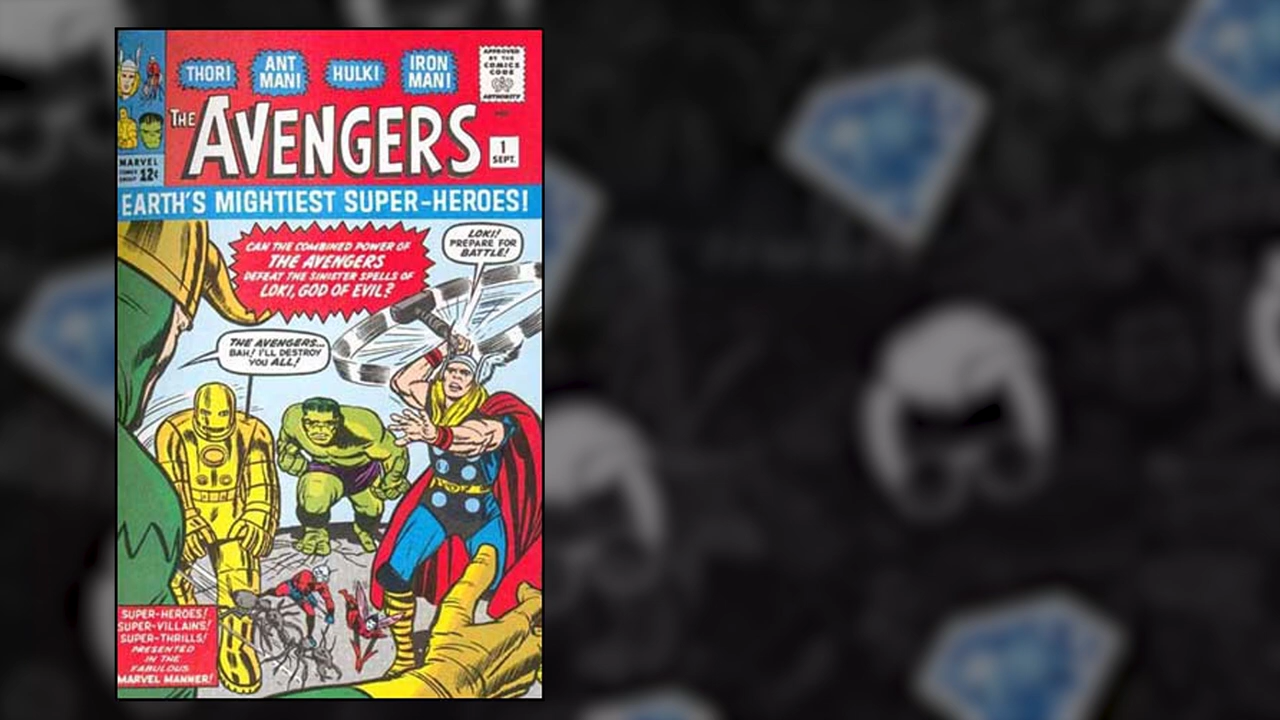 THOR!
ANT
MAN!
HULK!
IRON
MAN!
APPROVED
BY THE
COMICS
CODE
AUTHORITY
THE AVENGERS
1
SEPT.
MARVEL
COMICS
GROUP 12¢
EARTH'S MIGHTIEST SUPER-HEROES!
CAN THE COMBINED POWER OF
THE AVENGERS
DEFEAT THE SINISTER SPELLS OF
LOKI, GOD OF EVIL?
LOKI!
PREPARE FOR
BATTLE!
THE AVENGERS...
BAH! I'LL DESTROY
YOU ALL!
SUPER-HEROES!
SUPER-VILLAINS!
SUPER-THRILLS!
PRESENTED
IN THE
FABULOUS
MARVEL MANNER!